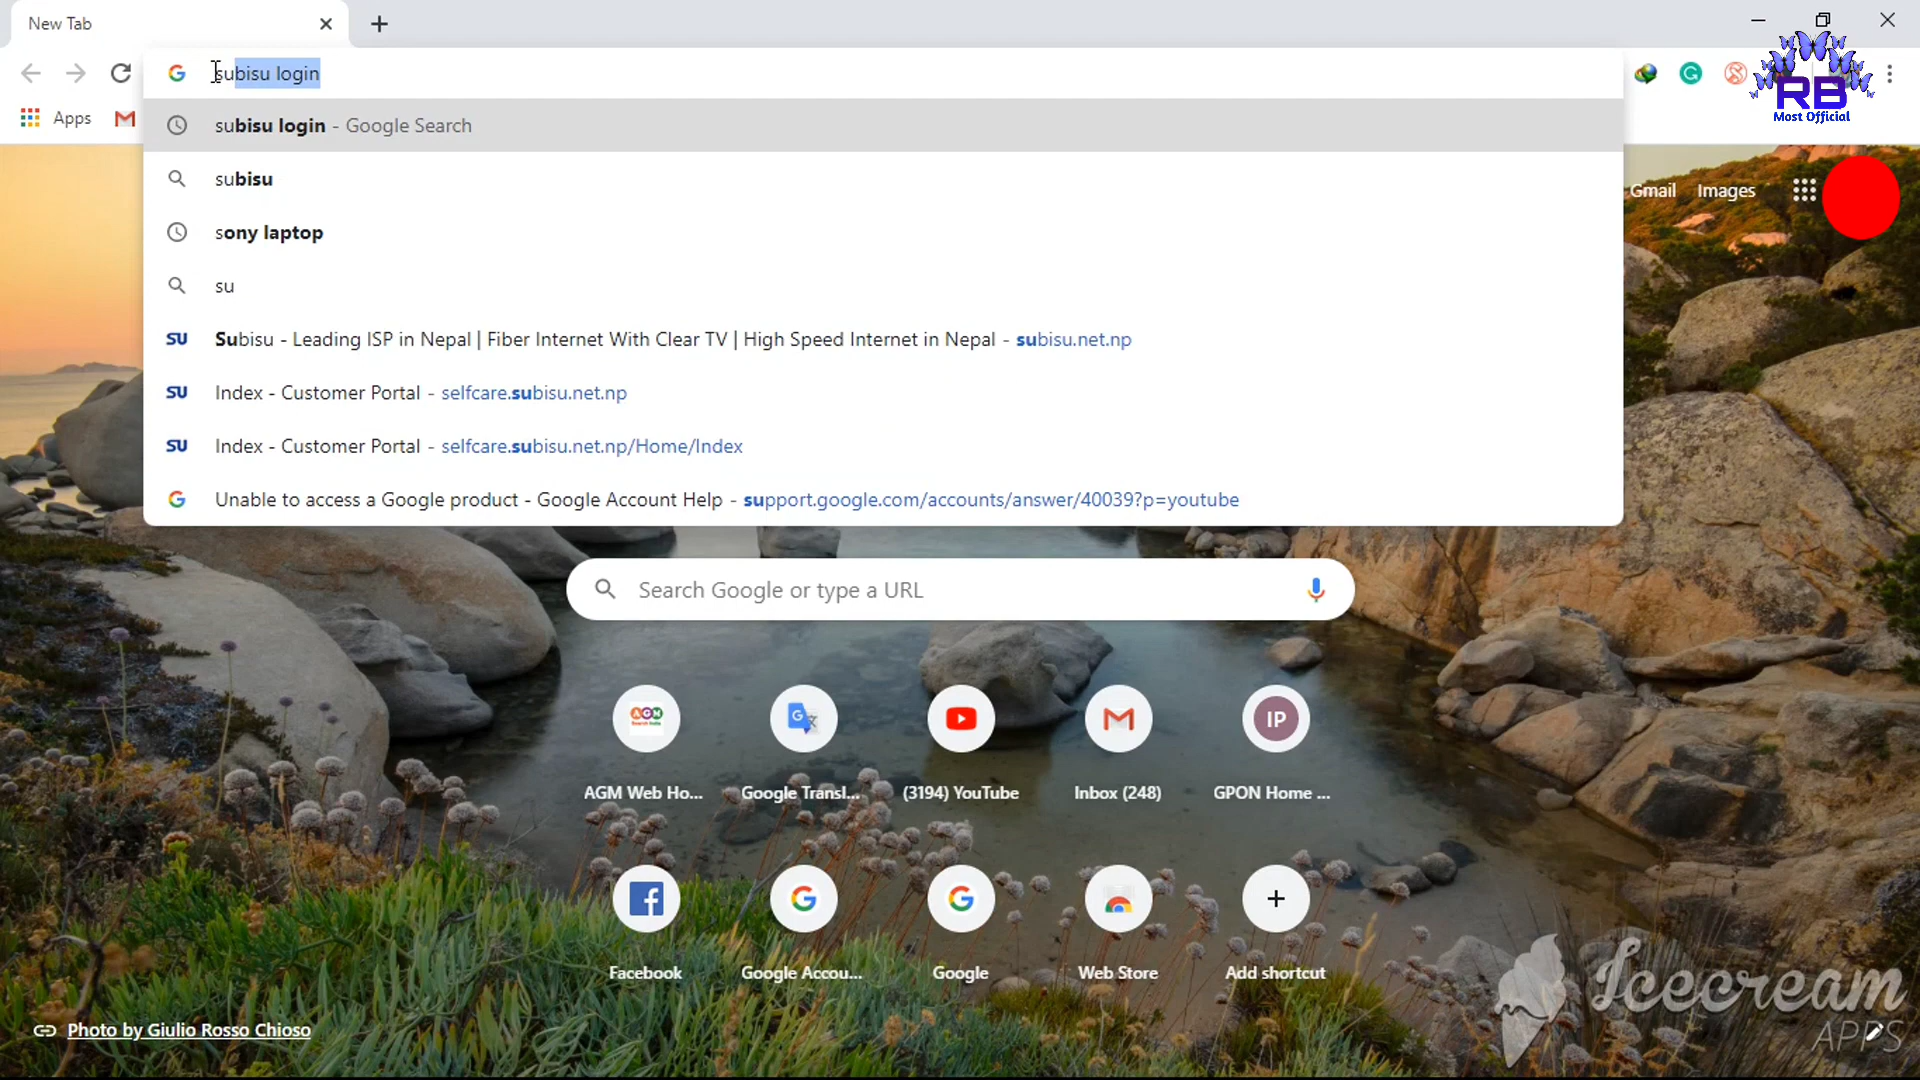 New Tab
subisu login
Apps
RB
Most Official
subisu login - Google Search
subisu
sony laptop
su
SU Subisu - Leading ISP in Nepal | Fiber Internet With Clear TV | High Speed Internet in Nepal - subisu.net.np
SU Index - Customer Portal - selfcare.subisu.net.np
SU Index - Customer Portal - selfcare.subisu.net.np/Home/Index
Unable to access a Google product - Google Account Help - support.google.com/accounts/answer/40039?p=youtube
Gmail Images
Search Google or type a URL
IP
AGM Web Ho... Google Transl... (3194) YouTube Inbox (248) GPON Home ...
Facebook Google Accou... Google Web Store Add shortcut
Photo by Giulio Rosso Chioso
Icecream
APPS